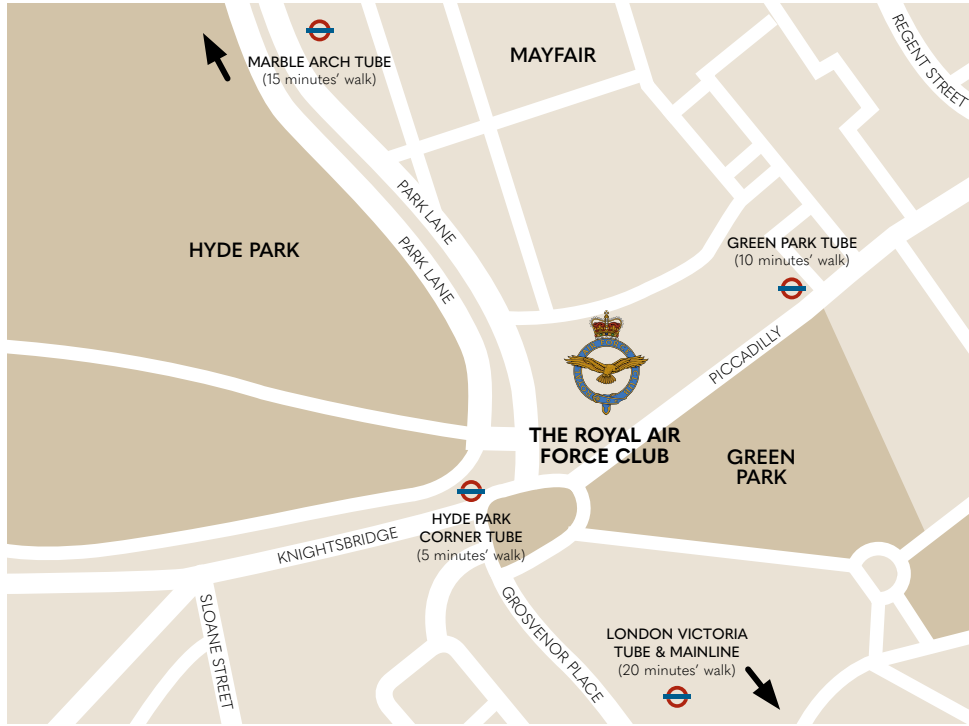 MARBLE ARCH TUBE
(15 minutes' walk)
MAYFAIR
REGENT STREET
PARK LANE
PARK LANE
HYDE PARK
GREEN PARK TUBE
(10 minutes' walk)
PICCADILLY
THE ROYAL AIR
FORCE CLUB
GREEN
PARK
HYDE PARK
CORNER TUBE
(5 minutes' walk)
KNIGHTSBRIDGE
SLOANE STREET
GROSVENOR PLACE
LONDON VICTORIA
TUBE & MAINLINE
(20 minutes' walk)